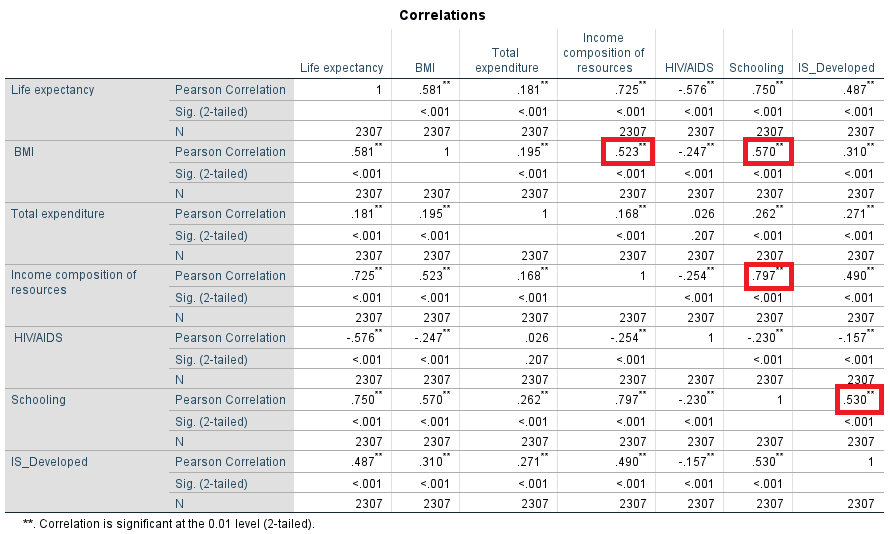 Correlations
Life expectancy BMI Total expenditure Income composition of resources HIV/AIDS Schooling IS_Developed
Life expectancy Pearson Correlation 1 .581** .181** .725** -.576** .750** .487**
Sig. (2-tailed) <.001 <.001 <.001 <.001 <.001 <.001
N 2307 2307 2307 2307 2307 2307 2307
BMI Pearson Correlation .581** 1 .195** .523** -.247** .570** .310**
Sig. (2-tailed) <.001 <.001 <.001 <.001 <.001 <.001
N 2307 2307 2307 2307 2307 2307 2307
Total expenditure Pearson Correlation .181** .195** 1 .168** .026 .262** .271**
Sig. (2-tailed) <.001 <.001 <.001 .207 <.001 <.001
N 2307 2307 2307 2307 2307 2307 2307
Income composition of resources Pearson Correlation .725** .523** .168** 1 -.254** .797** .490**
Sig. (2-tailed) <.001 <.001 <.001 <.001 <.001 <.001
N 2307 2307 2307 2307 2307 2307 2307
HIV/AIDS Pearson Correlation -.576** -.247** .026 -.254** 1 -.230** -.157**
Sig. (2-tailed) <.001 <.001 .207 <.001 <.001 <.001
N 2307 2307 2307 2307 2307 2307 2307
Schooling Pearson Correlation .750** .570** .262** .797** -.230** 1 .530**
Sig. (2-tailed) <.001 <.001 <.001 <.001 <.001 <.001
N 2307 2307 2307 2307 2307 2307 2307
IS_Developed Pearson Correlation .487** .310** .271** .490** -.157** .530** 1
Sig. (2-tailed) <.001 <.001 <.001 <.001 <.001 <.001
N 2307 2307 2307 2307 2307 2307 2307
**. Correlation is significant at the 0.01 level (2-tailed).